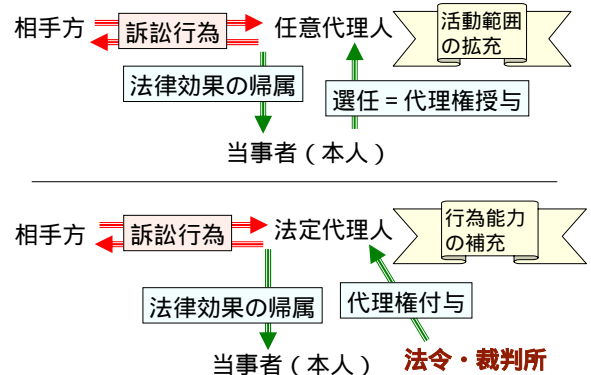 相手方
訴訟行為
任意代理人
活動範囲
の拡充
法律効果の帰属
選任＝代理権授与
当事者（本人）
相手方
訴訟行為
法定代理人
行為能力
の補充
法律効果の帰属
代理権付与
当事者（本人）
法令・裁判所